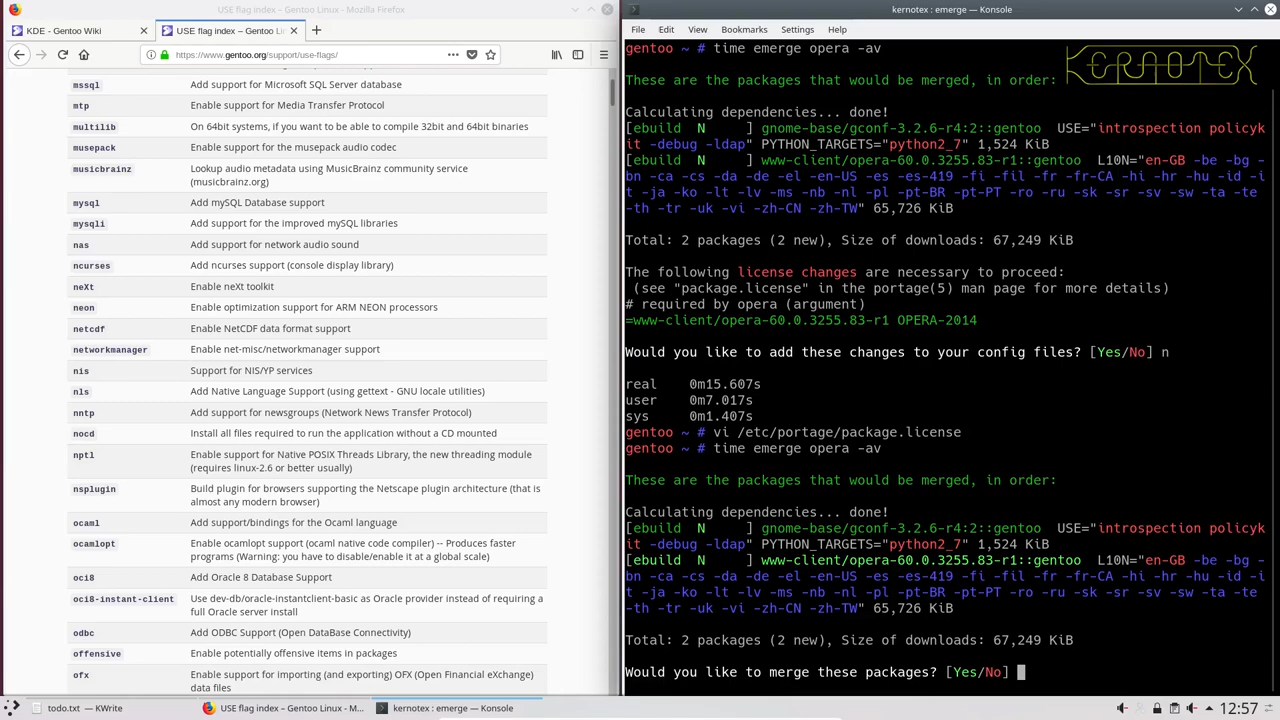 USE flag index – Gentoo Linux - Mozilla Firefox
KDE - Gentoo Wiki
USE flag index – Gentoo Li
https://www.gentoo.org/support/use-flags/
mssql Add support for Microsoft SQL Server database
mtp Enable support for Media Transfer Protocol
multilib On 64bit systems, if you want to be able to compile 32bit and 64bit binaries
musepack Enable support for the musepack audio codec
musicbrainz Lookup audio metadata using MusicBrainz community service
(musicbrainz.org)
mysql Add mySQL Database support
mysqli Add support for the improved mySQL libraries
nas Add support for network audio sound
ncurses Add ncurses support (console display library)
neXt Enable neXt toolkit
neon Enable optimization support for ARM NEON processors
netcdf Enable NetCDF data format support
networkmanager Enable net-misc/networkmanager support
nis Support for NIS/YP services
nls Add Native Language Support (using gettext - GNU locale utilities)
nntp Add support for newsgroups (Network News Transfer Protocol)
nocd Install all files required to run the application without a CD mounted
nptl Enable support for Native POSIX Threads Library, the new threading module
(requires linux-2.6 or better usually)
nsplugin Build plugin for browsers supporting the Netscape plugin architecture (that is
almost any modern browser)
ocaml Add support/bindings for the Ocaml language
ocamlopt Enable ocamlopt support (ocaml native code compiler) -- Produces faster
programs (Warning: you have to disable/enable it at a global scale)
oci8 Add Oracle 8 Database Support
oci8-instant-client Use dev-db/oracle-instantclient-basic as Oracle provider instead of requiring a
full Oracle server install
odbc Add ODBC Support (Open DataBase Connectivity)
offensive Enable potentially offensive items in packages
ofx Enable support for importing (and exporting) OFX (Open Financial eXchange)
data files
kernotex : emerge — Konsole
File Edit View Bookmarks Settings Help
KERNOTEX
gentoo ~ # time emerge opera -av
These are the packages that would be merged, in order:
Calculating dependencies... done!
[ebuild  N     ] gnome-base/gconf-3.2.6-r4:2::gentoo  USE="introspection policyk
it -debug -ldap" PYTHON_TARGETS="python2_7" 1,524 KiB
[ebuild  N     ] www-client/opera-60.0.3255.83-r1::gentoo  L10N="en-GB -be -bg -
bn -ca -cs -da -de -el -en-US -es -es-419 -fi -fil -fr -fr-CA -hi -hr -hu -id -i
t -ja -ko -lt -lv -ms -nb -nl -pl -pt-BR -pt-PT -ro -ru -sk -sr -sv -sw -ta -te
-th -tr -uk -vi -zh-CN -zh-TW" 65,726 KiB
Total: 2 packages (2 new), Size of downloads: 67,249 KiB
The following license changes are necessary to proceed:
(see "package.license" in the portage(5) man page for more details)
# required by opera (argument)
=www-client/opera-60.0.3255.83-r1 OPERA-2014
Would you like to add these changes to your config files? [Yes/No] n
real    0m15.607s
user    0m7.017s
sys     0m1.407s
gentoo ~ # vi /etc/portage/package.license
gentoo ~ # time emerge opera -av
These are the packages that would be merged, in order:
Calculating dependencies... done!
[ebuild  N     ] gnome-base/gconf-3.2.6-r4:2::gentoo  USE="introspection policyk
it -debug -ldap" PYTHON_TARGETS="python2_7" 1,524 KiB
[ebuild  N     ] www-client/opera-60.0.3255.83-r1::gentoo  L10N="en-GB -be -bg -
bn -ca -cs -da -de -el -en-US -es -es-419 -fi -fil -fr -fr-CA -hi -hr -hu -id -i
t -ja -ko -lt -lv -ms -nb -nl -pl -pt-BR -pt-PT -ro -ru -sk -sr -sv -sw -ta -te
-th -tr -uk -vi -zh-CN -zh-TW" 65,726 KiB
Total: 2 packages (2 new), Size of downloads: 67,249 KiB
Would you like to merge these packages? [Yes/No]
todo.txt — KWrite
USE flag index – Gentoo Linux - M...
kernotex : emerge — Konsole
12:57